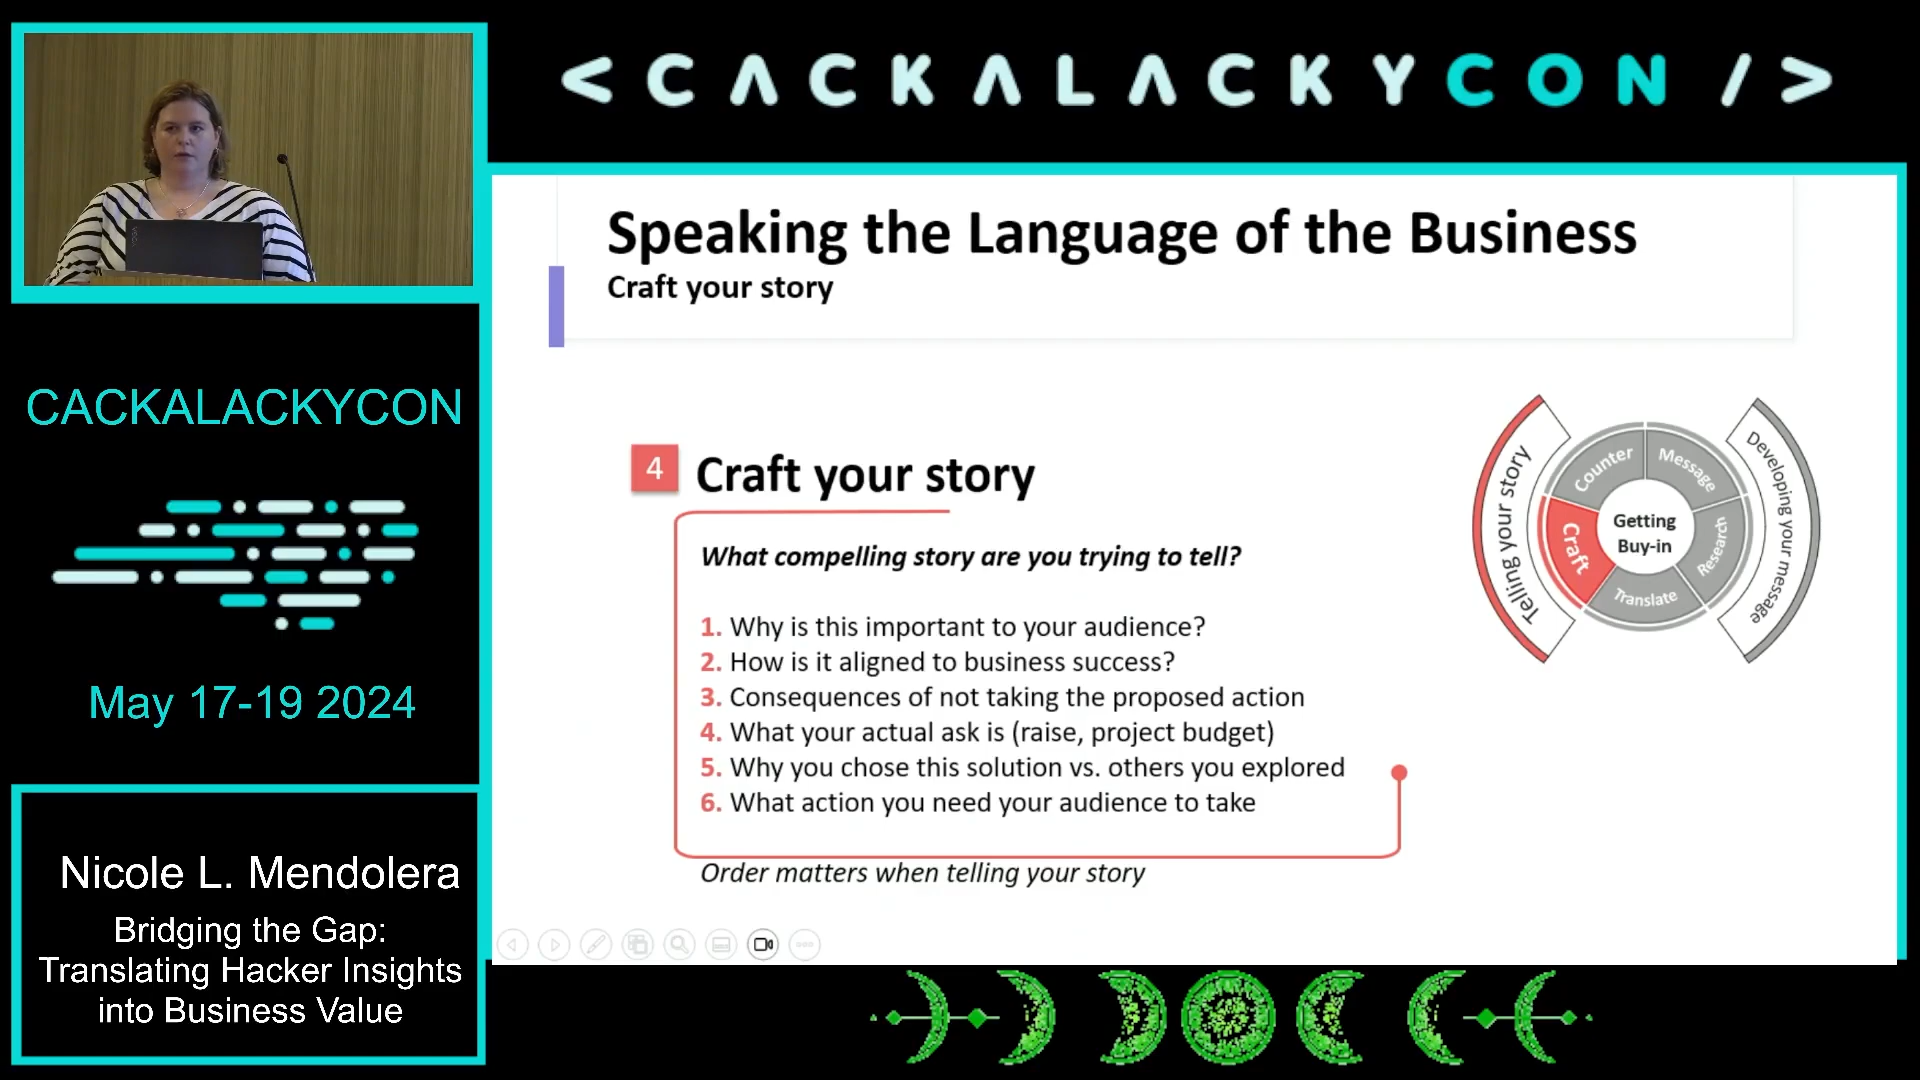 <CACKALACKYCON/>
Speaking the Language of the Business
Craft your story
CACKALACKYCON
May 17-19 2024
Nicole L. Mendolera
Bridging the Gap:
Translating Hacker Insights
into Business Value
4 Craft your story
What compelling story are you trying to tell?
1. Why is this important to your audience?
2. How is it aligned to business success?
3. Consequences of not taking the proposed action
4. What your actual ask is (raise, project budget)
5. Why you chose this solution vs. others you explored
6. What action you need your audience to take
Order matters when telling your story
Telling your story
Developing your message
Counter
Message
Research
Translate
Craft
Getting
Buy-in